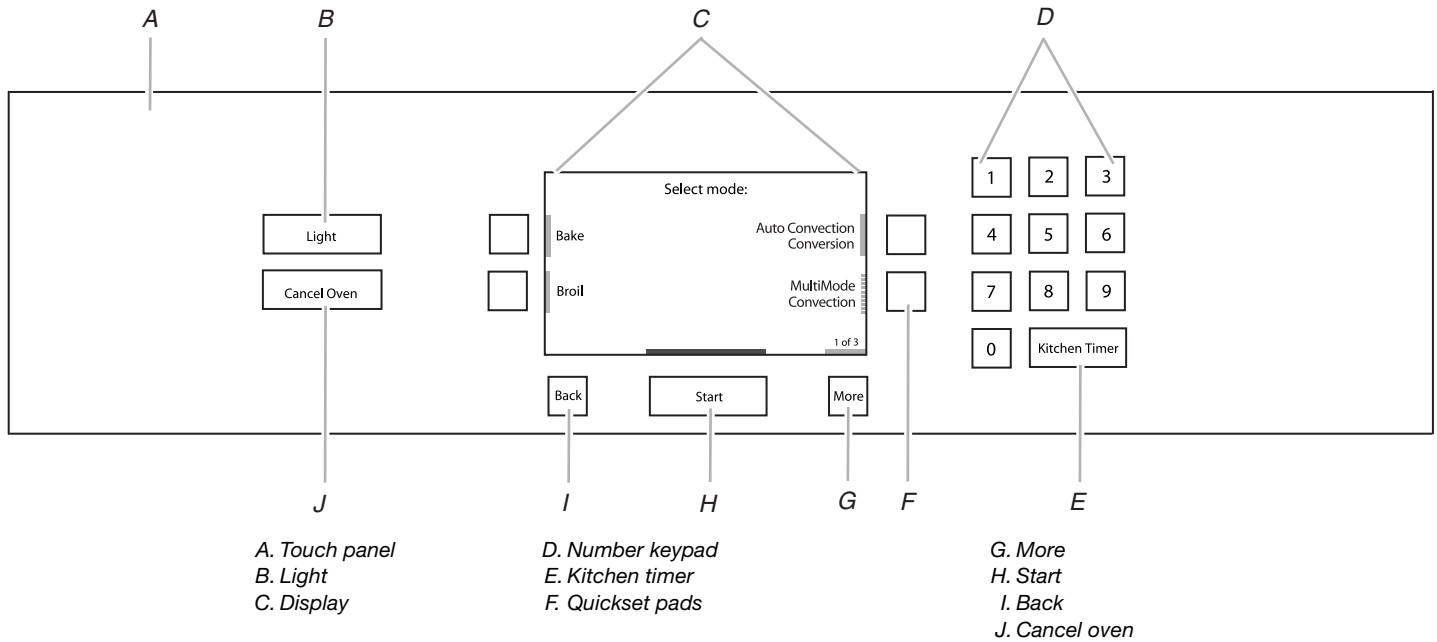 A
B
C
D
Select mode:
1 2 3
Light
Bake
Auto Convection
Conversion
4 5 6
Cancel Oven
Broil
MultiMode
Convection
7 8 9
1 of 3
0 Kitchen Timer
Back
Start
More
J
I
H
G
F
E
A. Touch panel
B. Light
C. Display
D. Number keypad
E. Kitchen timer
F. Quickset pads
G. More
H. Start
I. Back
J. Cancel oven